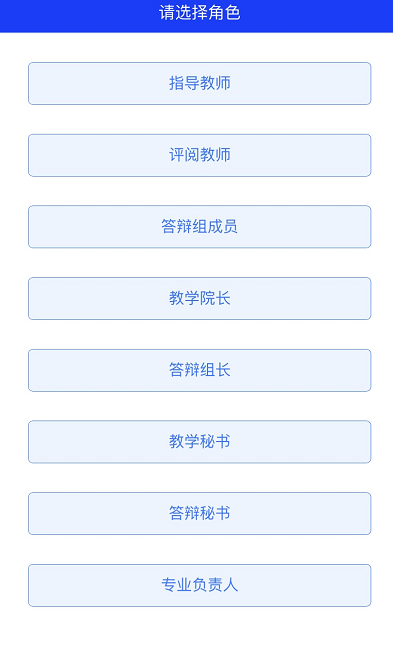 请选择角色
指导教师
评阅教师
答辩组成员
教学院长
答辩组长
教学秘书
答辩秘书
专业负责人